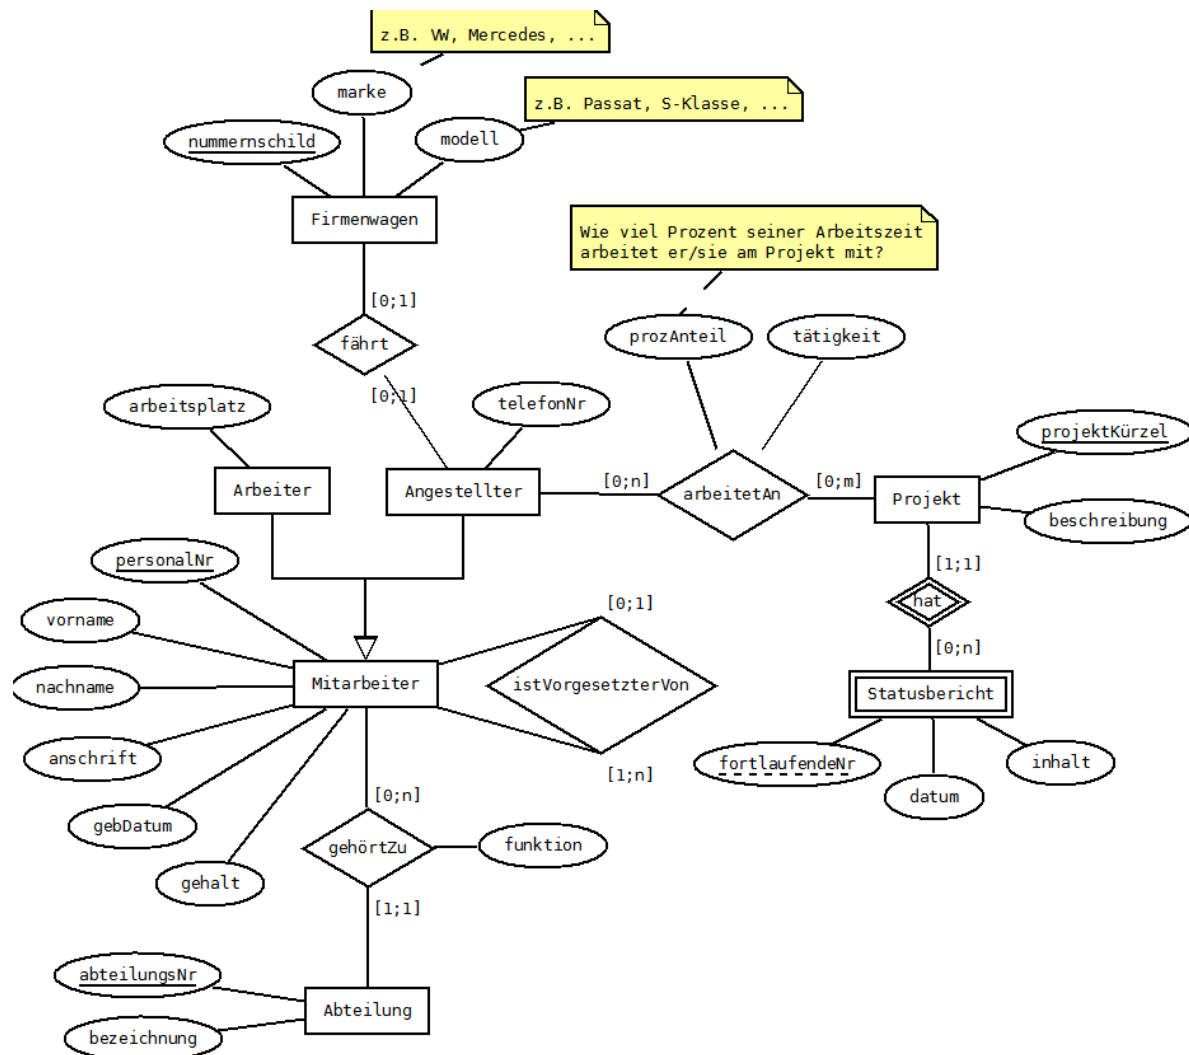 z.B. VW, Mercedes, ...
marke
z.B. Passat, S-Klasse, ...
nummernschild
modell
Firmenwagen
Wie viel Prozent seiner Arbeitszeit
arbeitet er/sie am Projekt mit?
[0;1]
fährt
prozAnteil
tätigkeit
[0;1]
arbeitsplatz
telefonNr
projektKürzel
Arbeiter
Angestellter
[0;n]
arbeitetAn
[0;m]
Projekt
beschreibung
personalNr
[1;1]
hat
vorname
[0;1]
[0;n]
nachname
Mitarbeiter
istVorgesetzterVon
Statusbericht
anschrift
[1;n]
fortlaufendeNr
inhalt
datum
[0;n]
gebDatum
gehörtZu
funktion
gehalt
[1;1]
abteilungsNr
Abteilung
bezeichnung